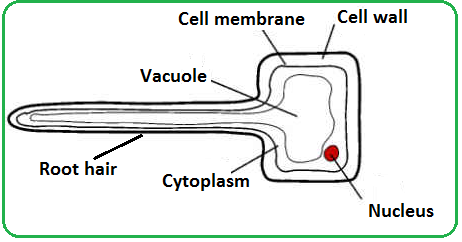 Cell membrane
Cell wall
Vacuole
Root hair
Cytoplasm
Nucleus